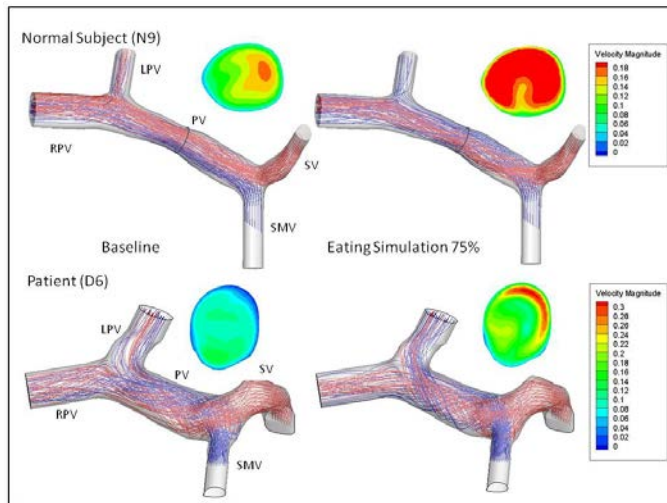 Normal Subject (N9)
LPV
PV
RPV
SV
SMV
Baseline
Eating Simulation 75%
Velocity Magnitude
0.18
0.16
0.14
0.12
0.1
0.08
0.06
0.04
0.02
0
Patient (D6)
LPV
PV
SV
RPV
SMV
Velocity Magnitude
0.3
0.28
0.26
0.24
0.22
0.2
0.18
0.16
0.14
0.12
0.1
0.08
0.06
0.04
0.02
0